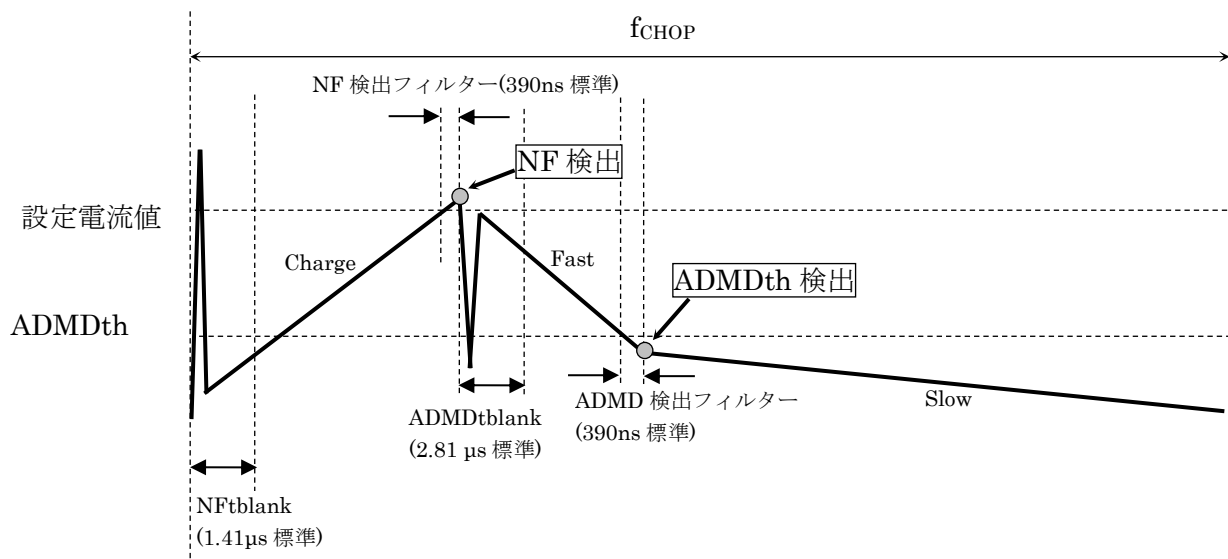 fCHOP
NF 検出フィルター(390ns 標準)
NF 検出
設定電流値
Charge
Fast
ADMDth 検出
ADMDth
ADMDtblank
(2.81 μs 標準)
ADMD 検出フィルター
(390ns 標準)
Slow
NFtblank
(1.41μs 標準)